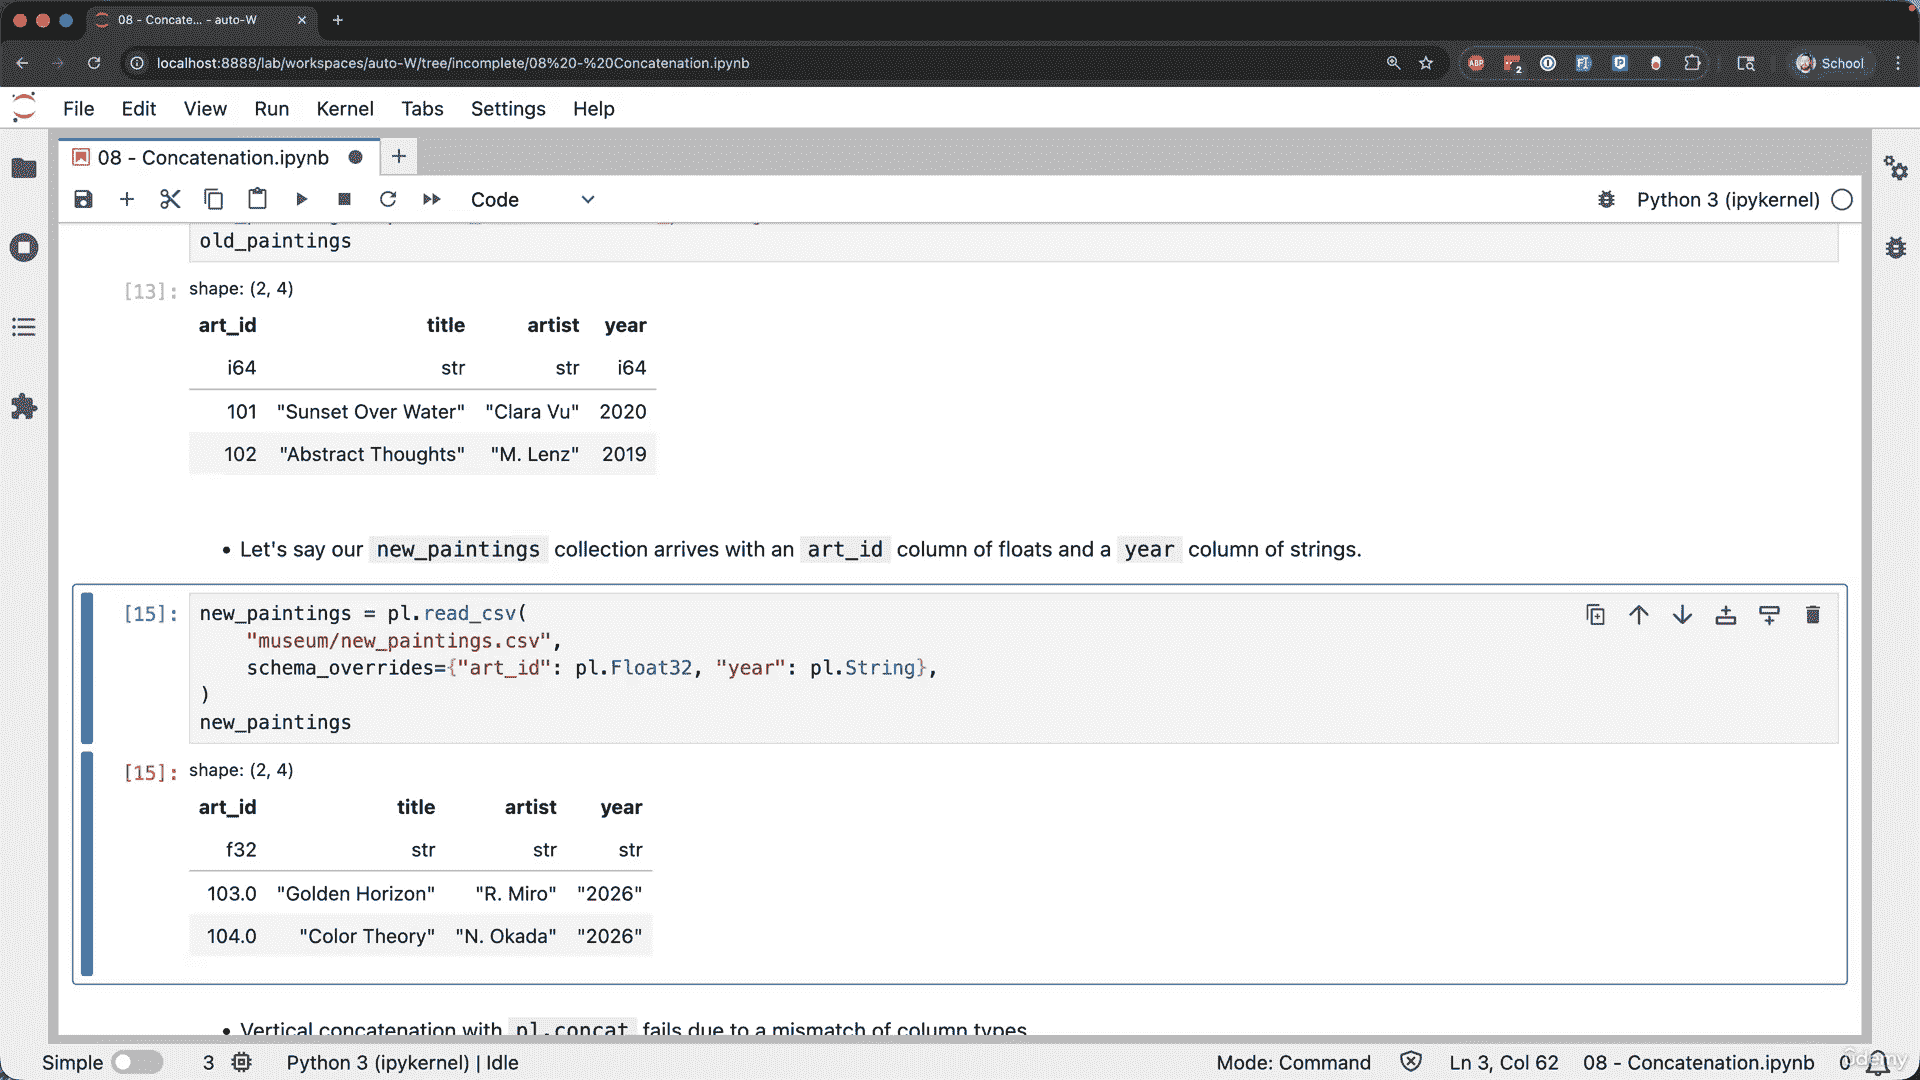 08 - Concate... - auto-W
localhost:8888/lab/workspaces/auto-W/tree/incomplete/08%20-%20Concatenation.ipynb
ABP
2
School
File Edit View Run Kernel Tabs Settings Help
08 - Concatenation.ipynb
Code
Python 3 (ipykernel)
old_paintings
[13]: shape: (2, 4)
art_id title artist year
i64 str str i64
101 "Sunset Over Water" "Clara Vu" 2020
102 "Abstract Thoughts" "M. Lenz" 2019
• Let's say our new_paintings collection arrives with an art_id column of floats and a year column of strings.
[15]: new_paintings = pl.read_csv(
"museum/new_paintings.csv",
schema_overrides={"art_id": pl.Float32, "year": pl.String},
)
new_paintings
[15]: shape: (2, 4)
art_id title artist year
f32 str str str
103.0 "Golden Horizon" "R. Miro" "2026"
104.0 "Color Theory" "N. Okada" "2026"
• Vertical concatenation with pl.concat fails due to a mismatch of column types
Simple 3 Python 3 (ipykernel) | Idle Mode: Command Ln 3, Col 62 08 - Concatenation.ipynb 0
Udemy